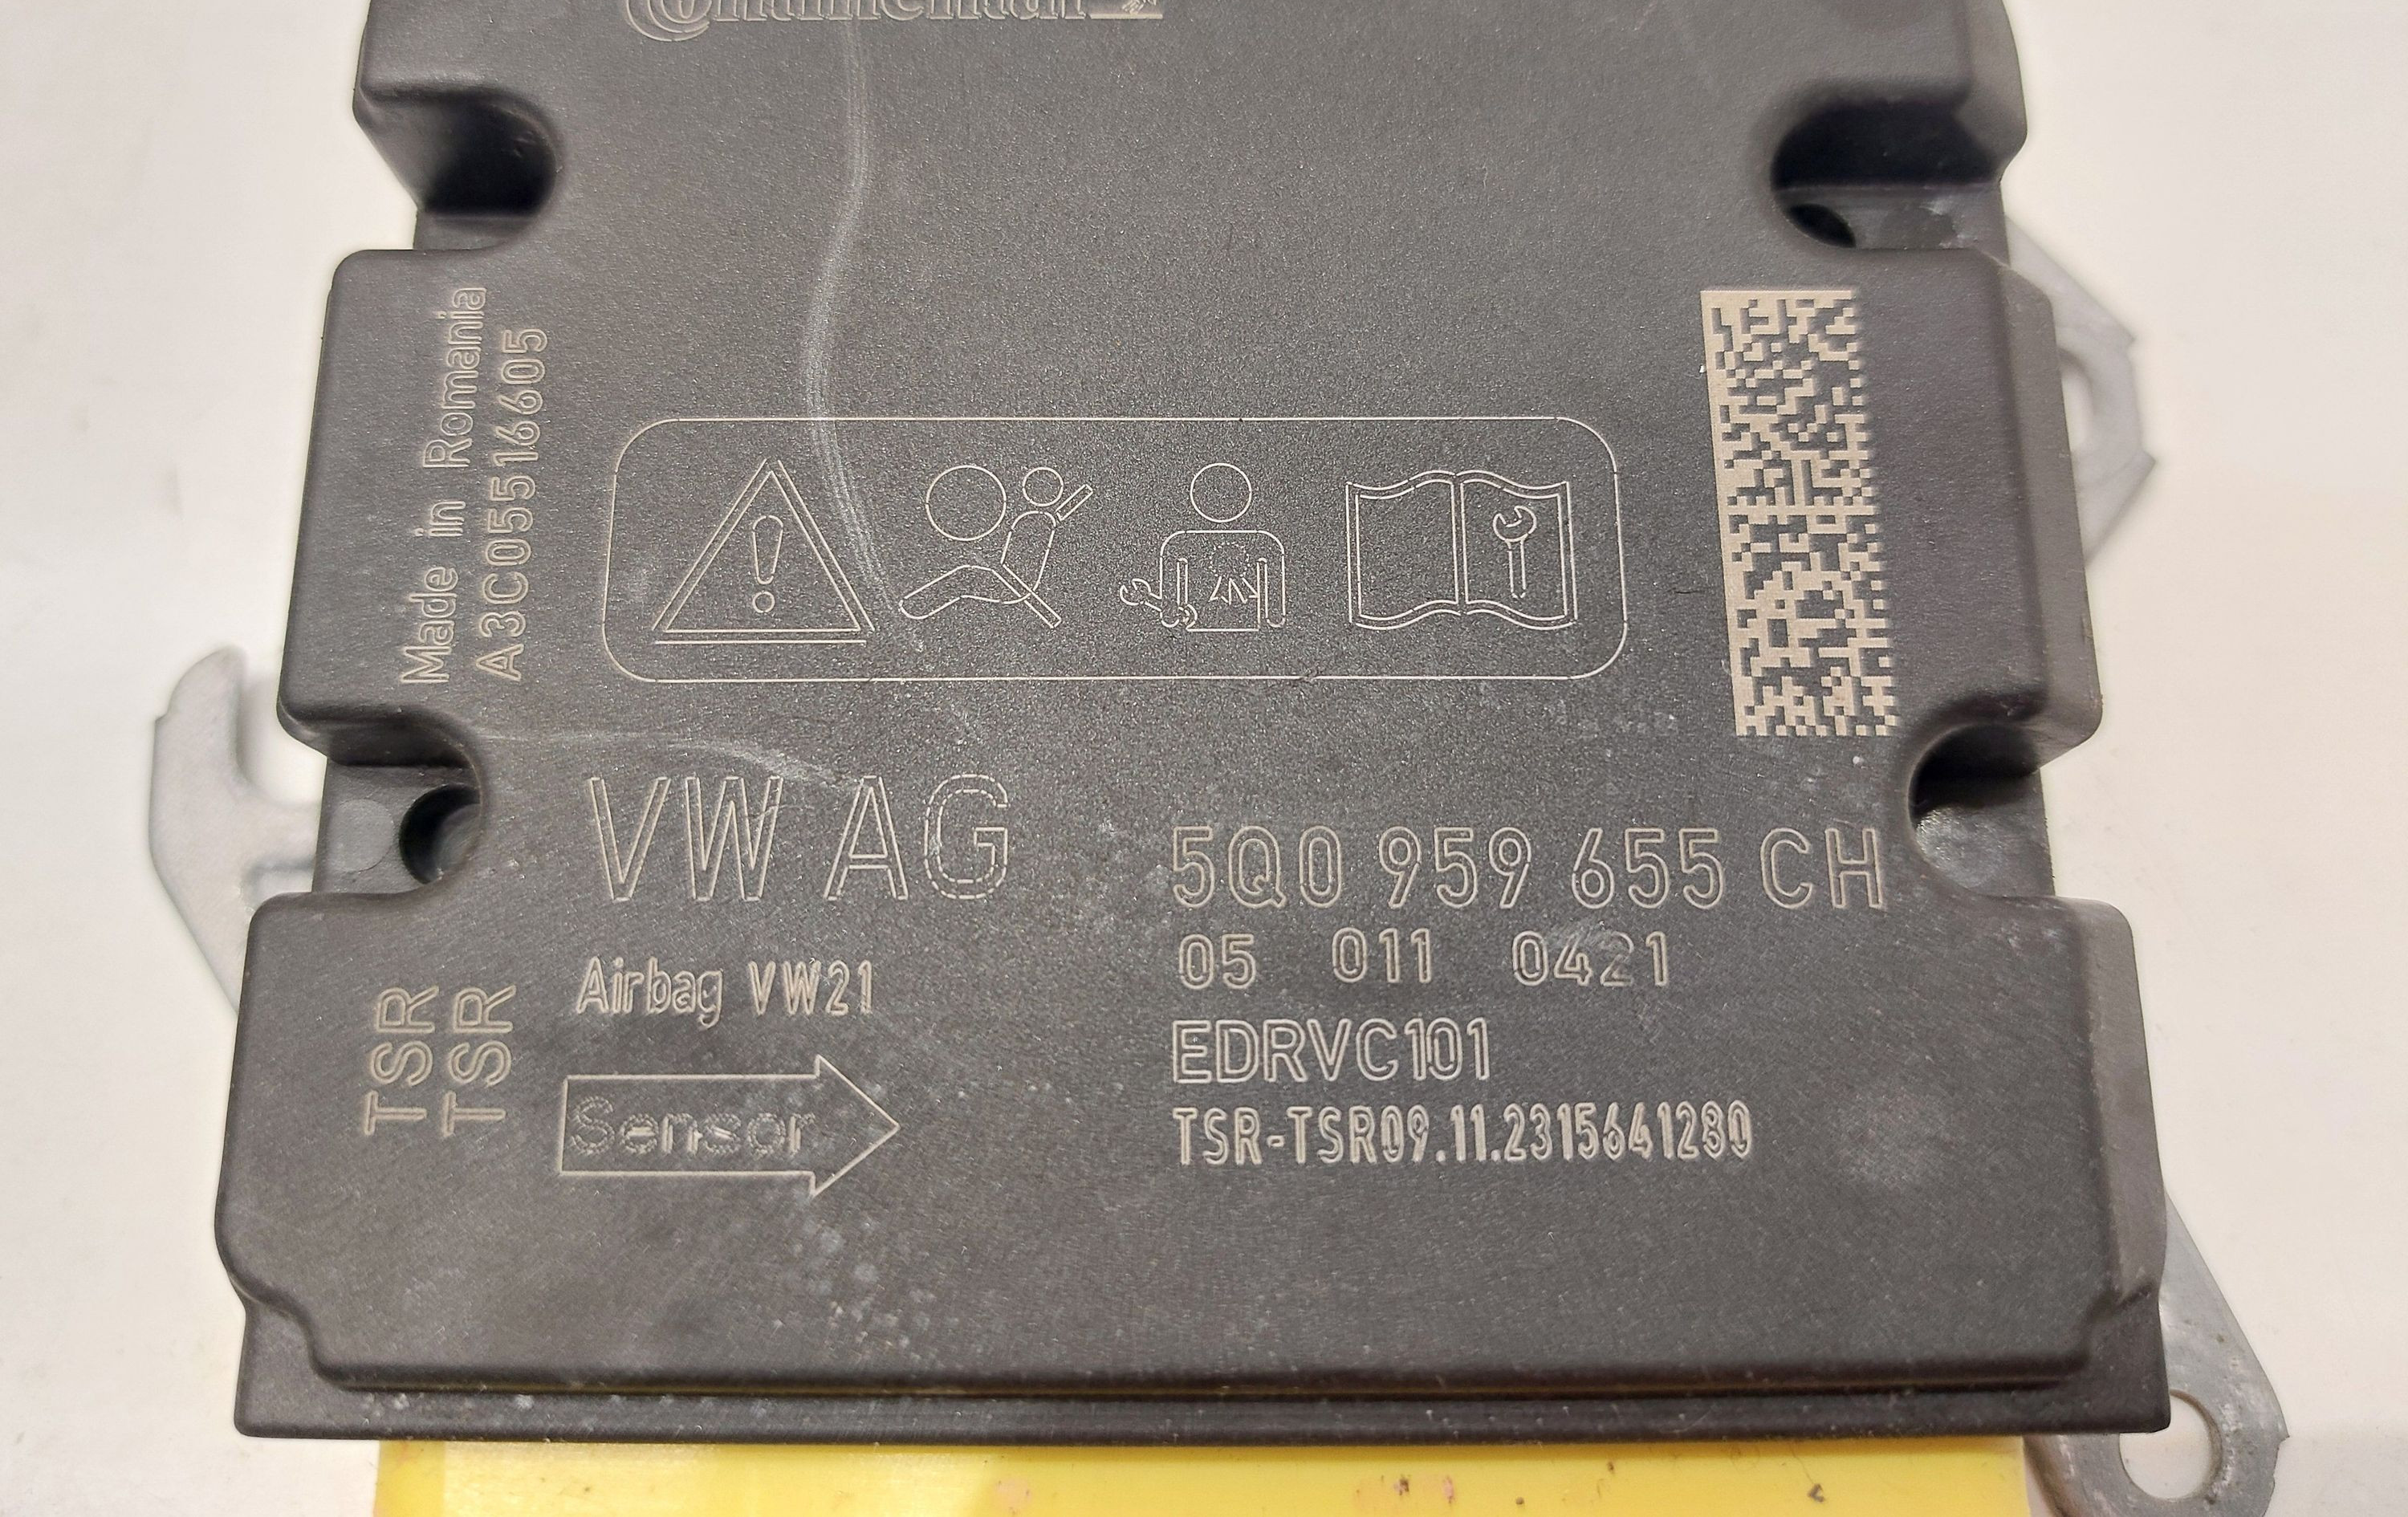 Continental
Made in Romania
A3C05516605
VW AG
5Q0 959 655 CH
05 011 0421
Airbag VW21
EDRVC101
TSR
TSR
Sensor
TSR-TSR09.11.2315641280